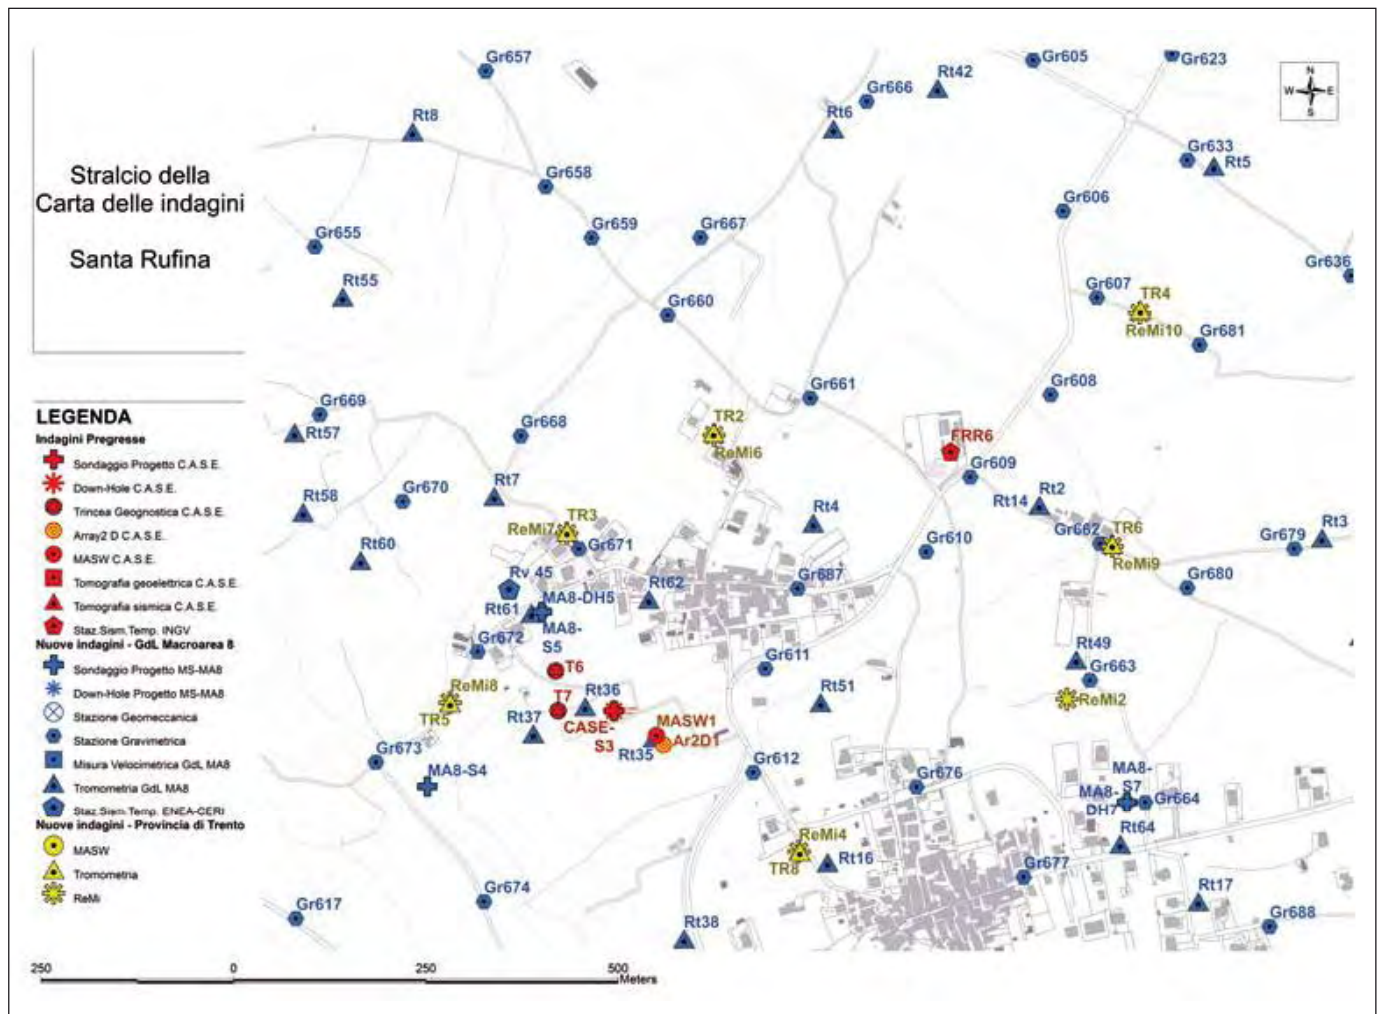 Stralcio della
Carta delle indagini
Santa Rufina
N
W E
S
LEGENDA
Indagini Pregresse
Sondaggio Progetto C.A.S.E.
Down-Hole C.A.S.E.
Trincea Geognostica C.A.S.E.
Array2 D C.A.S.E.
MASW C.A.S.E.
Tomografia geoelettrica C.A.S.E.
Tomografia sismica C.A.S.E.
Staz.Sism.Temp. INGV
Nuove indagini - GdL Macroarea 8
Sondaggio Progetto MS-MA8
Down-Hole Progetto MS-MA8
Stazione Geomeccanica
Stazione Gravimetrica
Misura Velocimetrica GdL MA8
Tromometria GdL MA8
Staz.Sism.Temp. ENEA-CERI
Nuove indagini - Provincia di Trento
MASW
Tromometria
ReMi
Gr657
Gr605
Gr623
Rt42
Gr666
Rt8
Rt6
Gr633
Rt5
Gr658
Gr606
Gr655
Gr659
Gr667
Gr636
Rt55
Gr607
TR4
ReMi10
Gr660
Gr681
Gr661
Gr608
Gr669
Rt57
Gr668
TR2
ReMi6
FRR6
Gr609
Rt58
Gr670
Rt7
Rt4
Rt14
Rt2
ReMi7
TR3
Gr671
Rt60
Gr610
Gr662
TR6
ReMi9
Gr679
Rt3
Rv 45
Rt62
Gr687
Gr680
Rt61
MA8-DH5
MA8-
S5
Gr672
Gr611
Rt49
Gr663
T6
ReMi8
TR5
T7
Rt36
Rt51
ReMi2
Rt37
CASE-
S3
MASW1
Ar2D1
Rt35
Gr673
MA8-S4
Gr612
Gr676
MA8-
S7
MA8-
DH7
Gr664
Rt64
ReMi4
TR8
Rt16
Gr677
Gr674
Gr617
Rt17
Gr688
Rt38
250 0 250 500
Meters